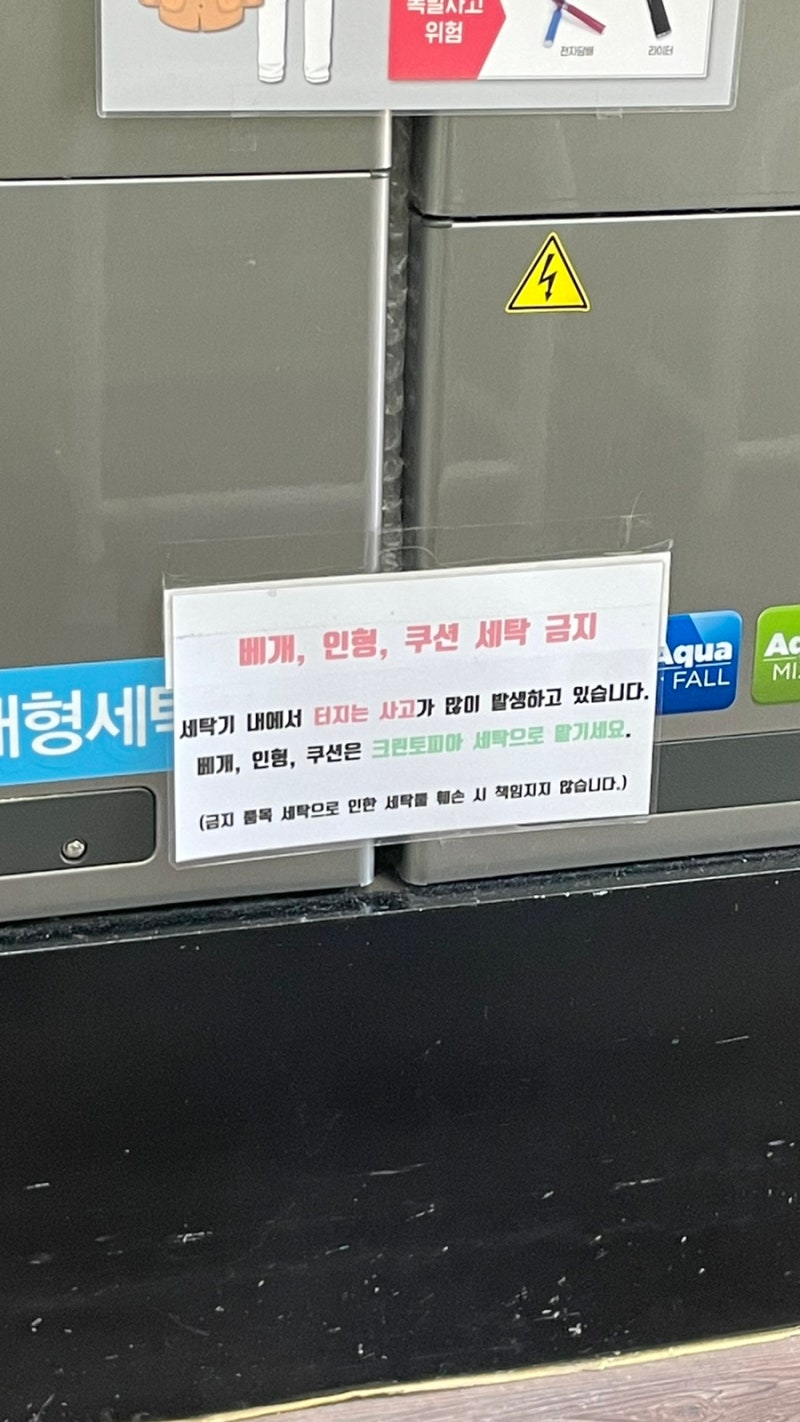 폭발사고
위험
전자담배
라이터
베개, 인형, 쿠션 세탁 금지
세탁기 내에서 터지는 사고가 많이 발생하고 있습니다.
베개, 인형, 쿠션은 크린토피아 세탁으로 맡기세요.
(금지 품목 세탁으로 인한 세탁물 훼손 시 책임지지 않습니다.)
대형세탁
Aqua
FALL